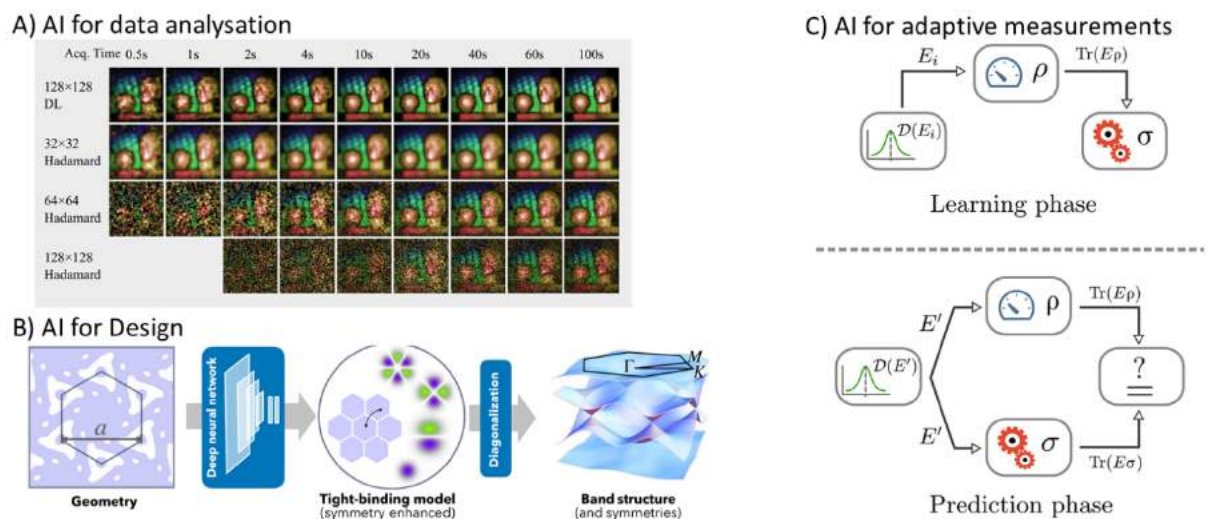 A) AI for data analysation
Acq. Time 0.5s 1s 2s 4s 10s 20s 40s 60s 100s
128×128
DL
32×32
Hadamard
64×64
Hadamard
128×128
Hadamard
B) AI for Design
a
Geometry
Deep neural network
Tight-binding model
(symmetry enhanced)
Diagonalization
Γ
M
K
Band structure
(and symmetries)
C) AI for adaptive measurements
E_i
Tr(Eρ)
ρ
D(E_i)
σ
Learning phase
E'
ρ
Tr(Eρ)
D(E')
?
=
E'
σ
Tr(Eσ)
Prediction phase